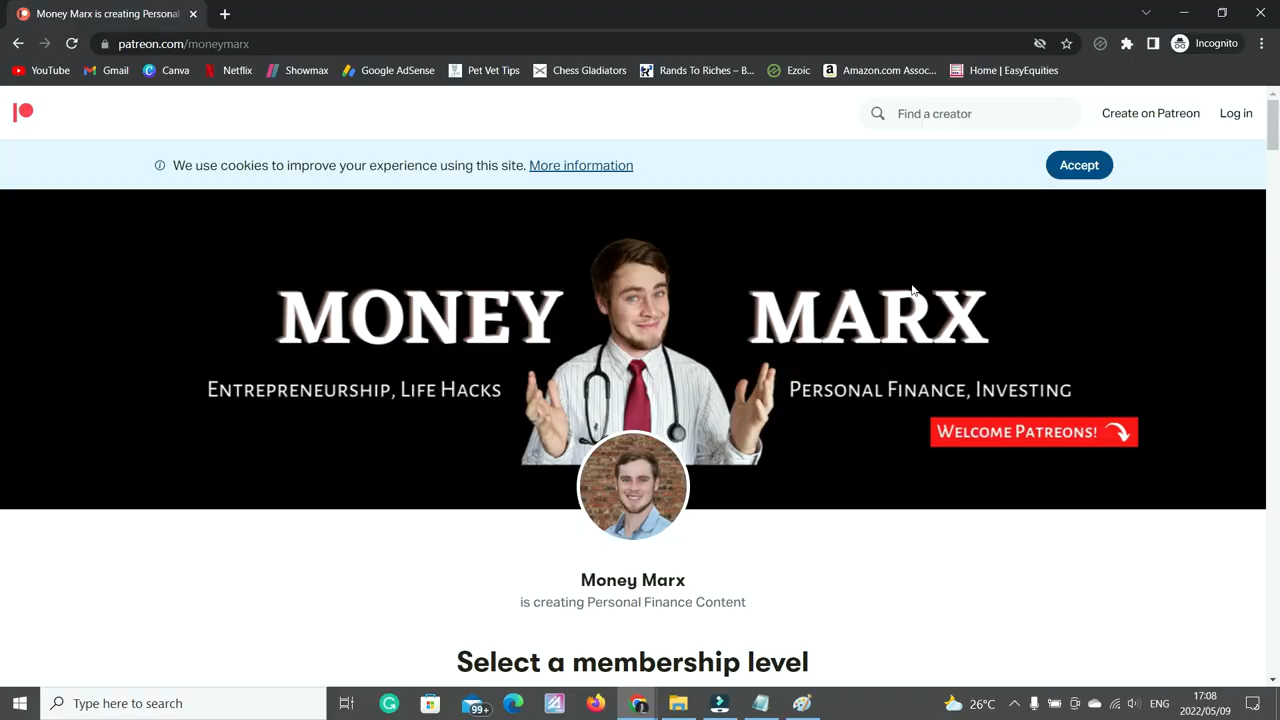 Money Marx is creating Personal
patreon.com/moneymarx
Incognito
YouTube
Gmail
Canva
Netflix
Showmax
Google AdSense
Pet Vet Tips
Chess Gladiators
Rands To Riches – B...
Ezoic
Amazon.com Assoc...
Home | EasyEquities
Find a creator
Create on Patreon
Log in
We use cookies to improve your experience using this site. More information
Accept
MONEY MARX
Entrepreneurship, Life Hacks
Personal Finance, Investing
Welcome Patreons!
Money Marx
is creating Personal Finance Content
Select a membership level
Type here to search
99+
26°C
ENG
17:08
2022/05/09